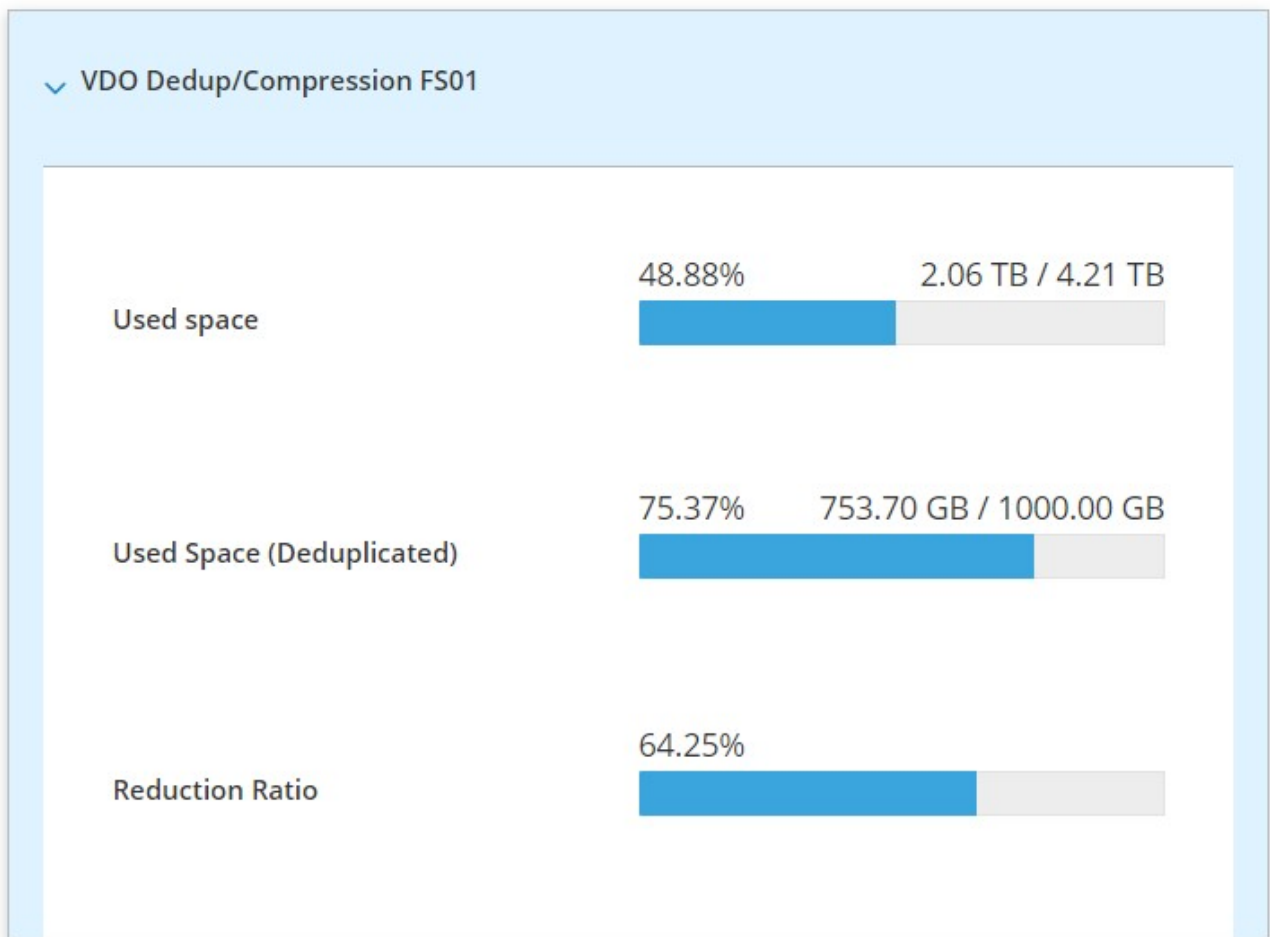 VDO Dedup/Compression FS01
48.88% 2.06 TB / 4.21 TB
Used space
75.37% 753.70 GB / 1000.00 GB
Used Space (Deduplicated)
64.25%
Reduction Ratio